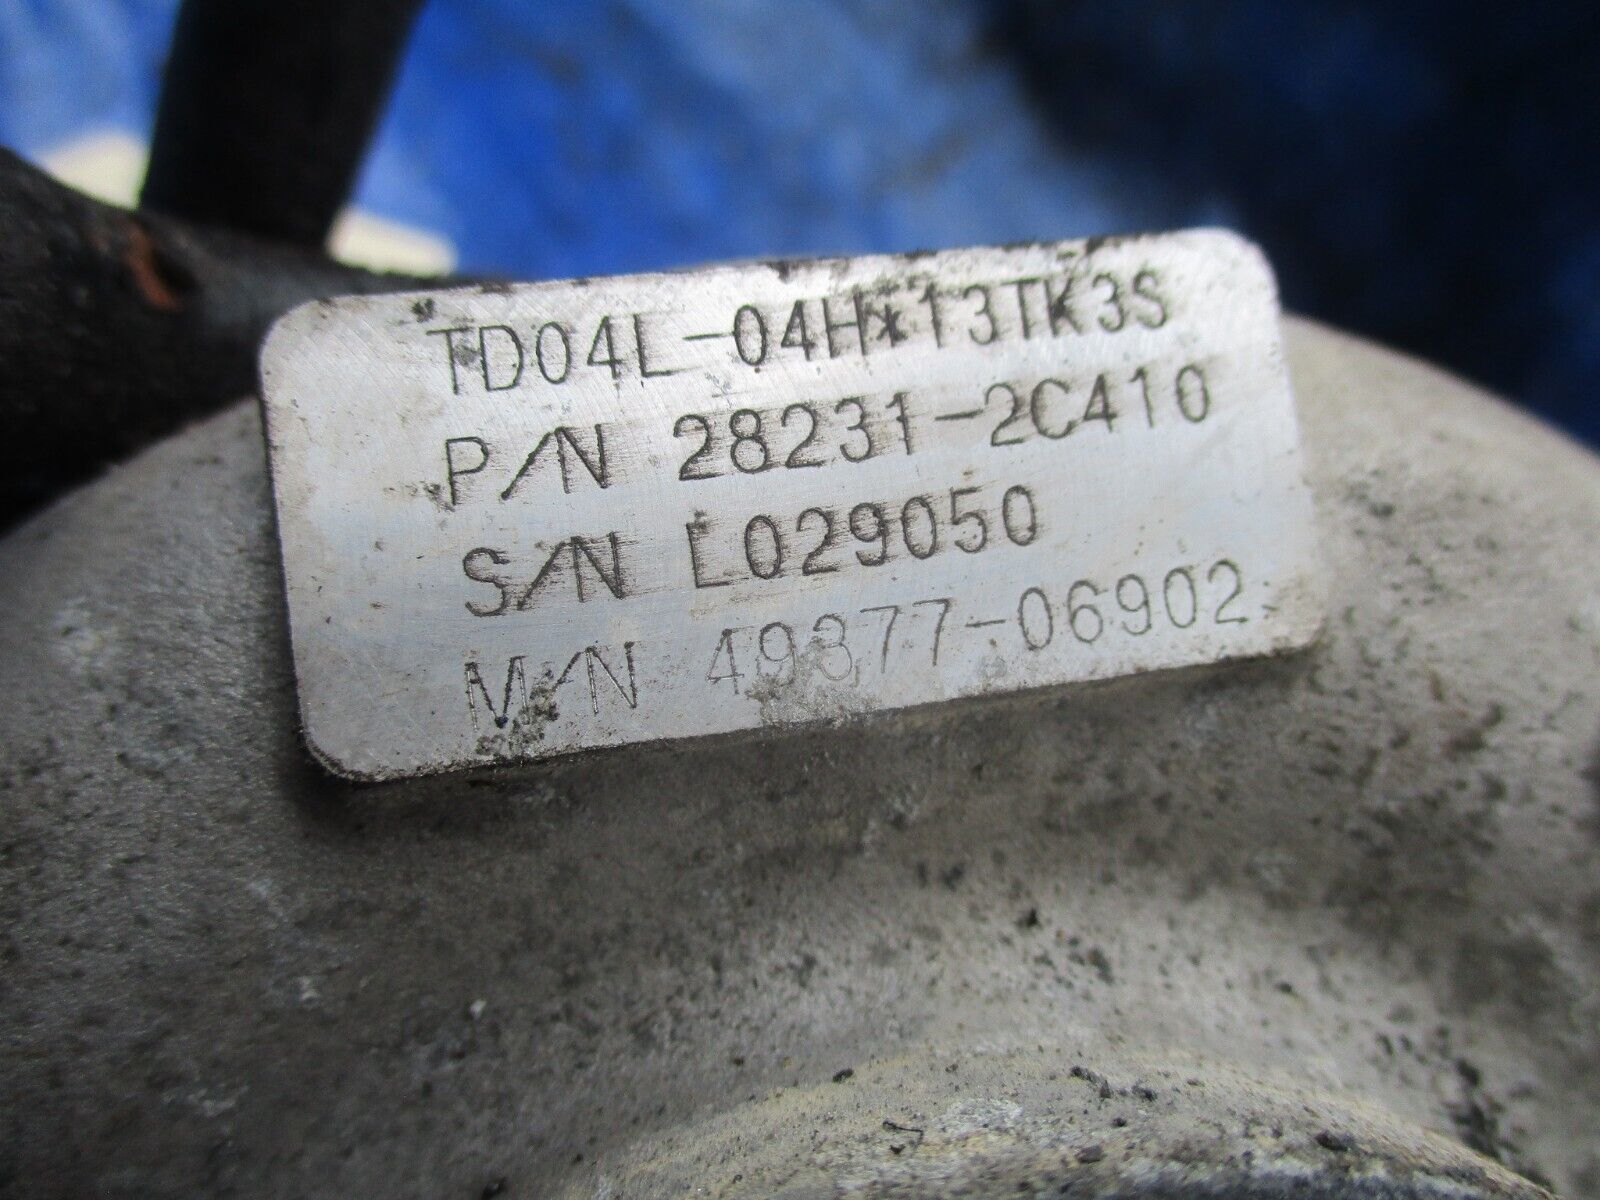 TD04L-04H*13TK3S
P/N 28231-2C410
S/N L029050
M/N 49377-06902